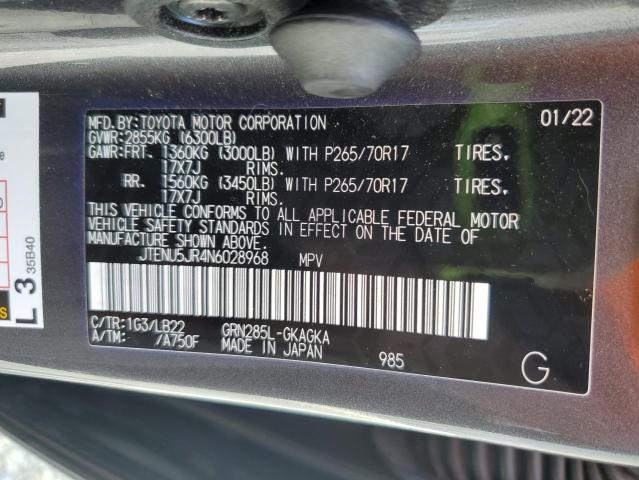 MFD.BY:TOYOTA MOTOR CORPORATION 01/22
GVWR:2855KG (6300LB)
GAWR:FRT. 1360KG (3000LB) WITH P265/70R17 TIRES,
17X7J RIMS.
RR. 1560KG (3450LB) WITH P265/70R17 TIRES,
17X7J RIMS.
THIS VEHICLE CONFORMS TO ALL APPLICABLE FEDERAL MOTOR
VEHICLE SAFETY STANDARDS IN EFFECT ON THE DATE OF
MANUFACTURE SHOWN ABOVE.
JTENU5JR4N6028968 MPV
C/TR:1G3/LB22 GRN285L-GKAGKA
A/TM: /A750F MADE IN JAPAN 985
G
L 3 35B40